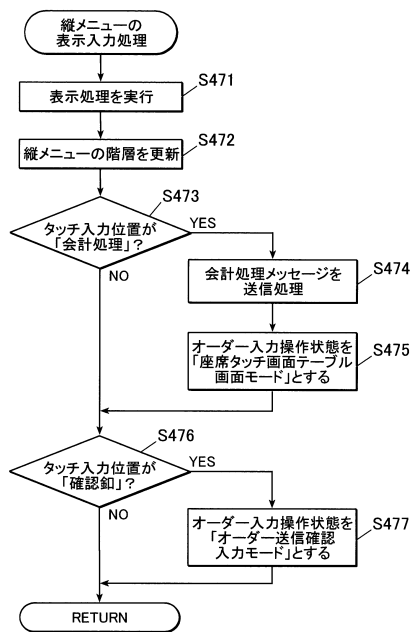 縦メニューの
表示入力処理
S471
表示処理を実行
S472
縦メニューの階層を更新
S473
タッチ入力位置が
「会計処理」?
YES
NO
S474
会計処理メッセージを
送信処理
S475
オーダー入力操作状態を
「座席タッチ画面テーブル
画面モード」とする
S476
タッチ入力位置が
「確認釦」?
YES
NO
S477
オーダー入力操作状態を
「オーダー送信確認
入力モード」とする
RETURN